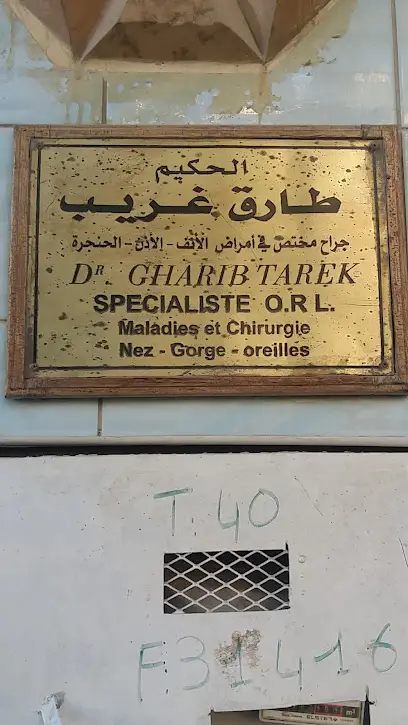 الحكيم
طارق غريب
جراح مختص في أمراض الأنف - الأذن - الحنجرة
Dr. GHARIB TAREK
SPECIALISTE O.R L.
Maladies et Chirurgie
Nez - Gorge - oreilles
T.40
F.31416